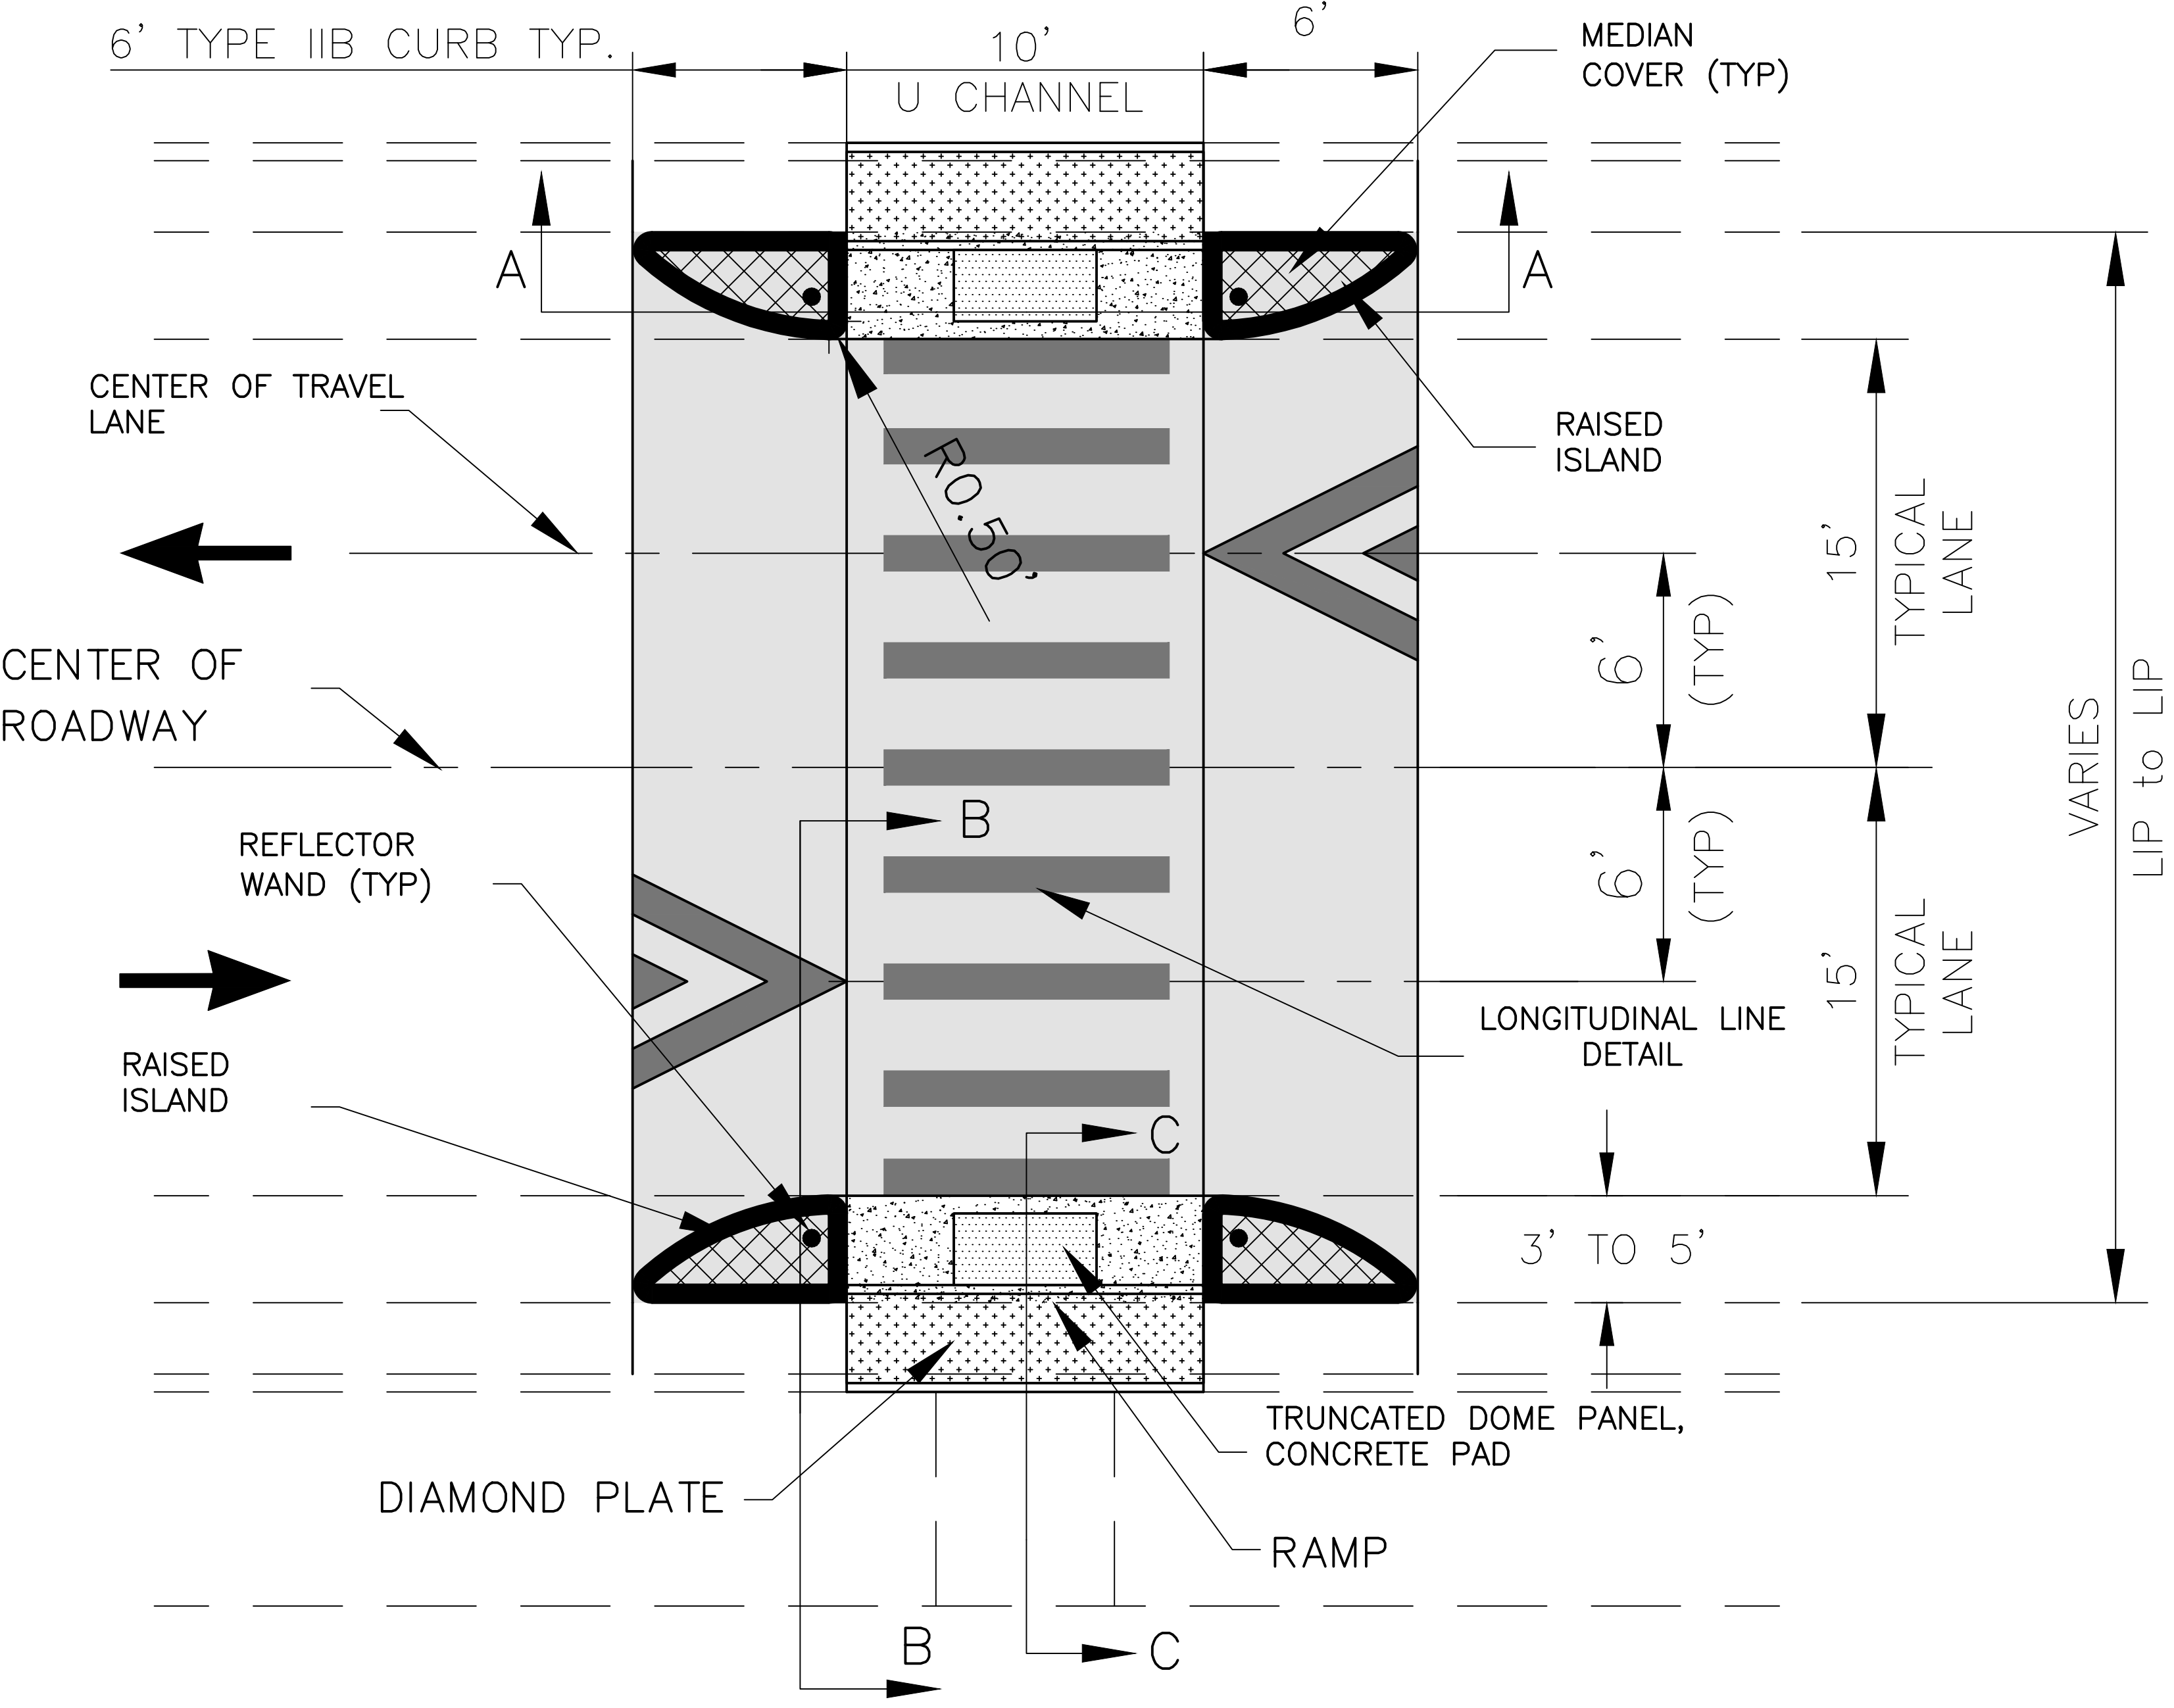 6' TYPE IIB CURB TYP.
10'
U CHANNEL
6'
MEDIAN
COVER (TYP)
A
A
CENTER OF TRAVEL
LANE
R0.50'
RAISED
ISLAND
15'
TYPICAL
LANE
6'
(TYP)
CENTER OF
ROADWAY
VARIES
LIP to LIP
B
REFLECTOR
WAND (TYP)
6'
(TYP)
15'
TYPICAL
LANE
LONGITUDINAL LINE
DETAIL
RAISED
ISLAND
C
3' TO 5'
TRUNCATED DOME PANEL,
CONCRETE PAD
DIAMOND PLATE
RAMP
B
C